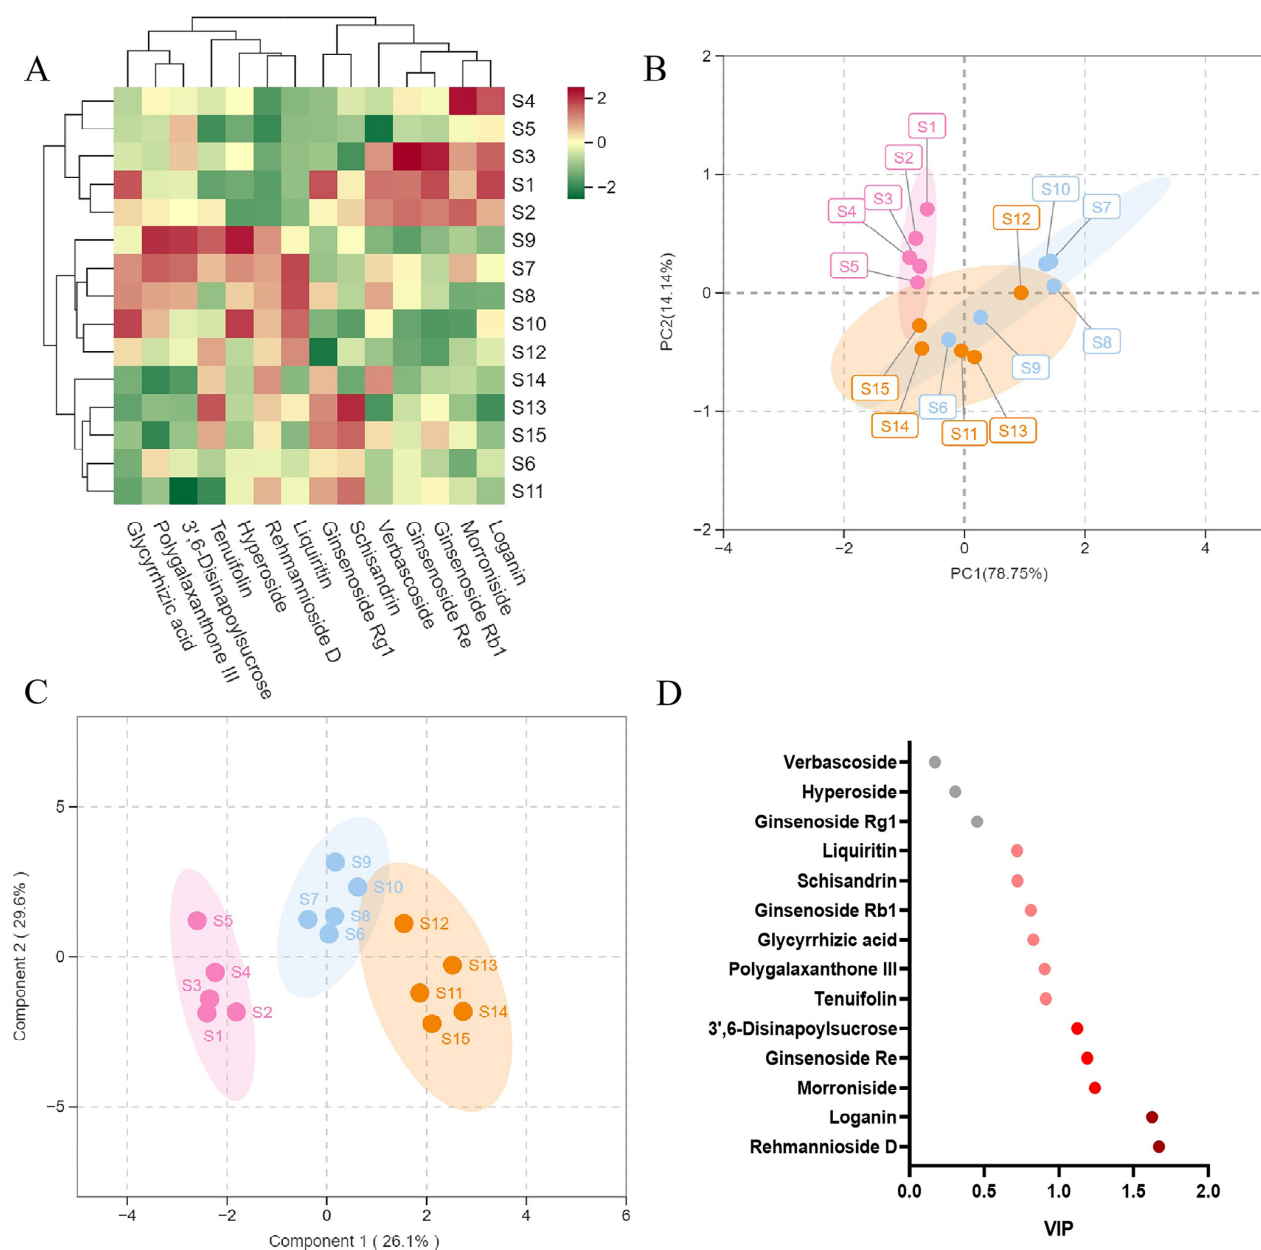 A
2
0
−2
S4
S5
S3
S1
S2
S9
S7
S8
S10
S12
S14
S13
S15
S6
S11
Glycyrrhizic acid
Polygalaxanthone III
3',6-Disinapoylsucrose
Tenuifolin
Hyperoside
Rehmannioside D
Liquiritin
Ginsenoside Rg1
Schisandrin
Verbascoside
Ginsenoside Re
Ginsenoside Rb1
Morroniside
Loganin
B
PC2(14.14%)
2
1
0
−1
−2
S1
S2
S3
S4
S5
S12
S10
S7
S8
S9
S15
S14
S6
S11
S13
−4
−2
0
2
4
PC1(78.75%)
C
Component 2 ( 29.6% )
5
0
−5
S5
S4
S3
S2
S1
S9
S10
S7
S8
S6
S12
S13
S11
S14
S15
−4
−2
0
2
4
6
Component 1 ( 26.1% )
D
Verbascoside
Hyperoside
Ginsenoside Rg1
Liquiritin
Schisandrin
Ginsenoside Rb1
Glycyrrhizic acid
Polygalaxanthone III
Tenuifolin
3',6-Disinapoylsucrose
Ginsenoside Re
Morroniside
Loganin
Rehmannioside D
0.0
0.5
1.0
1.5
2.0
VIP